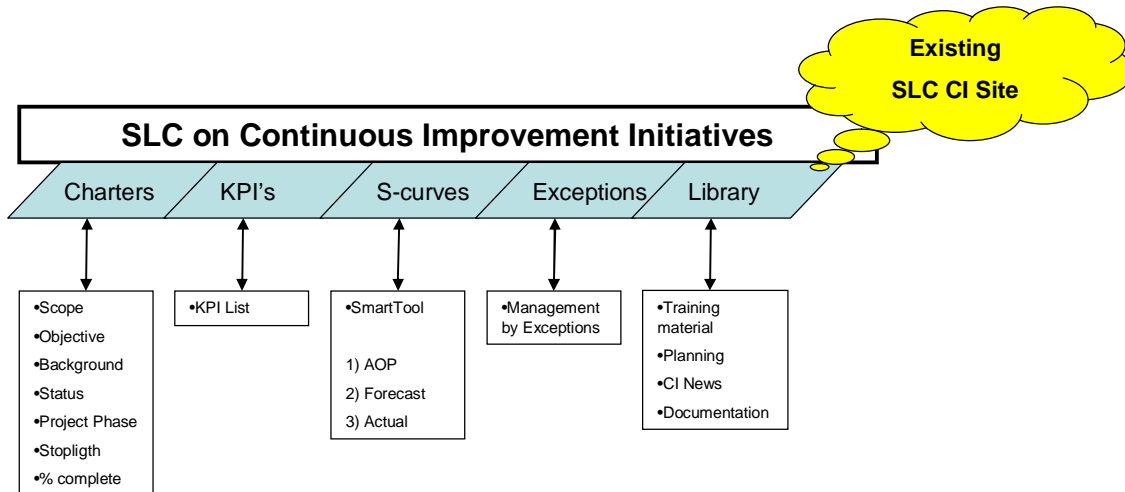 Existing
SLC CI Site
SLC on Continuous Improvement Initiatives
Charters
KPI's
S-curves
Exceptions
Library
•Scope
•Objective
•Background
•Status
•Project Phase
•Stopligth
•% complete
•KPI List
•SmartTool
1) AOP
2) Forecast
3) Actual
•Management
by Exceptions
•Training
material
•Planning
•CI News
•Documentation